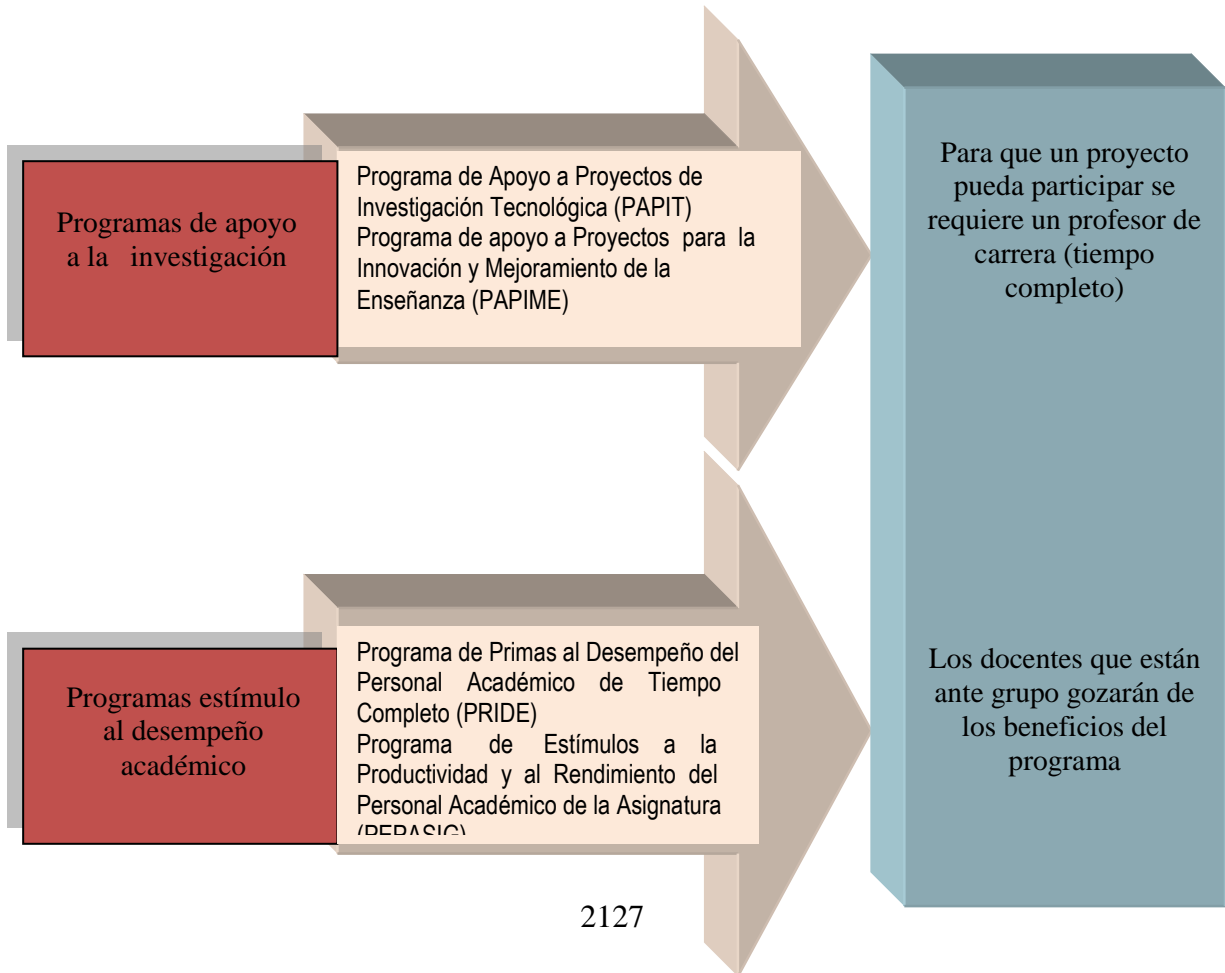 Programas de apoyo
a la investigación
Programa de Apoyo a Proyectos de
Investigación Tecnológica (PAPIT)
Programa de apoyo a Proyectos para la
Innovación y Mejoramiento de la
Enseñanza (PAPIME)
Para que un proyecto
pueda participar se
requiere un profesor de
carrera (tiempo
completo)
Programas estímulo
al desempeño
académico
Programa de Primas al Desempeño del
Personal Académico de Tiempo
Completo (PRIDE)
Programa de Estímulos a la
Productividad y al Rendimiento del
Personal Académico de la Asignatura
Los docentes que están
ante grupo gozarán de
los beneficios del
programa
2127